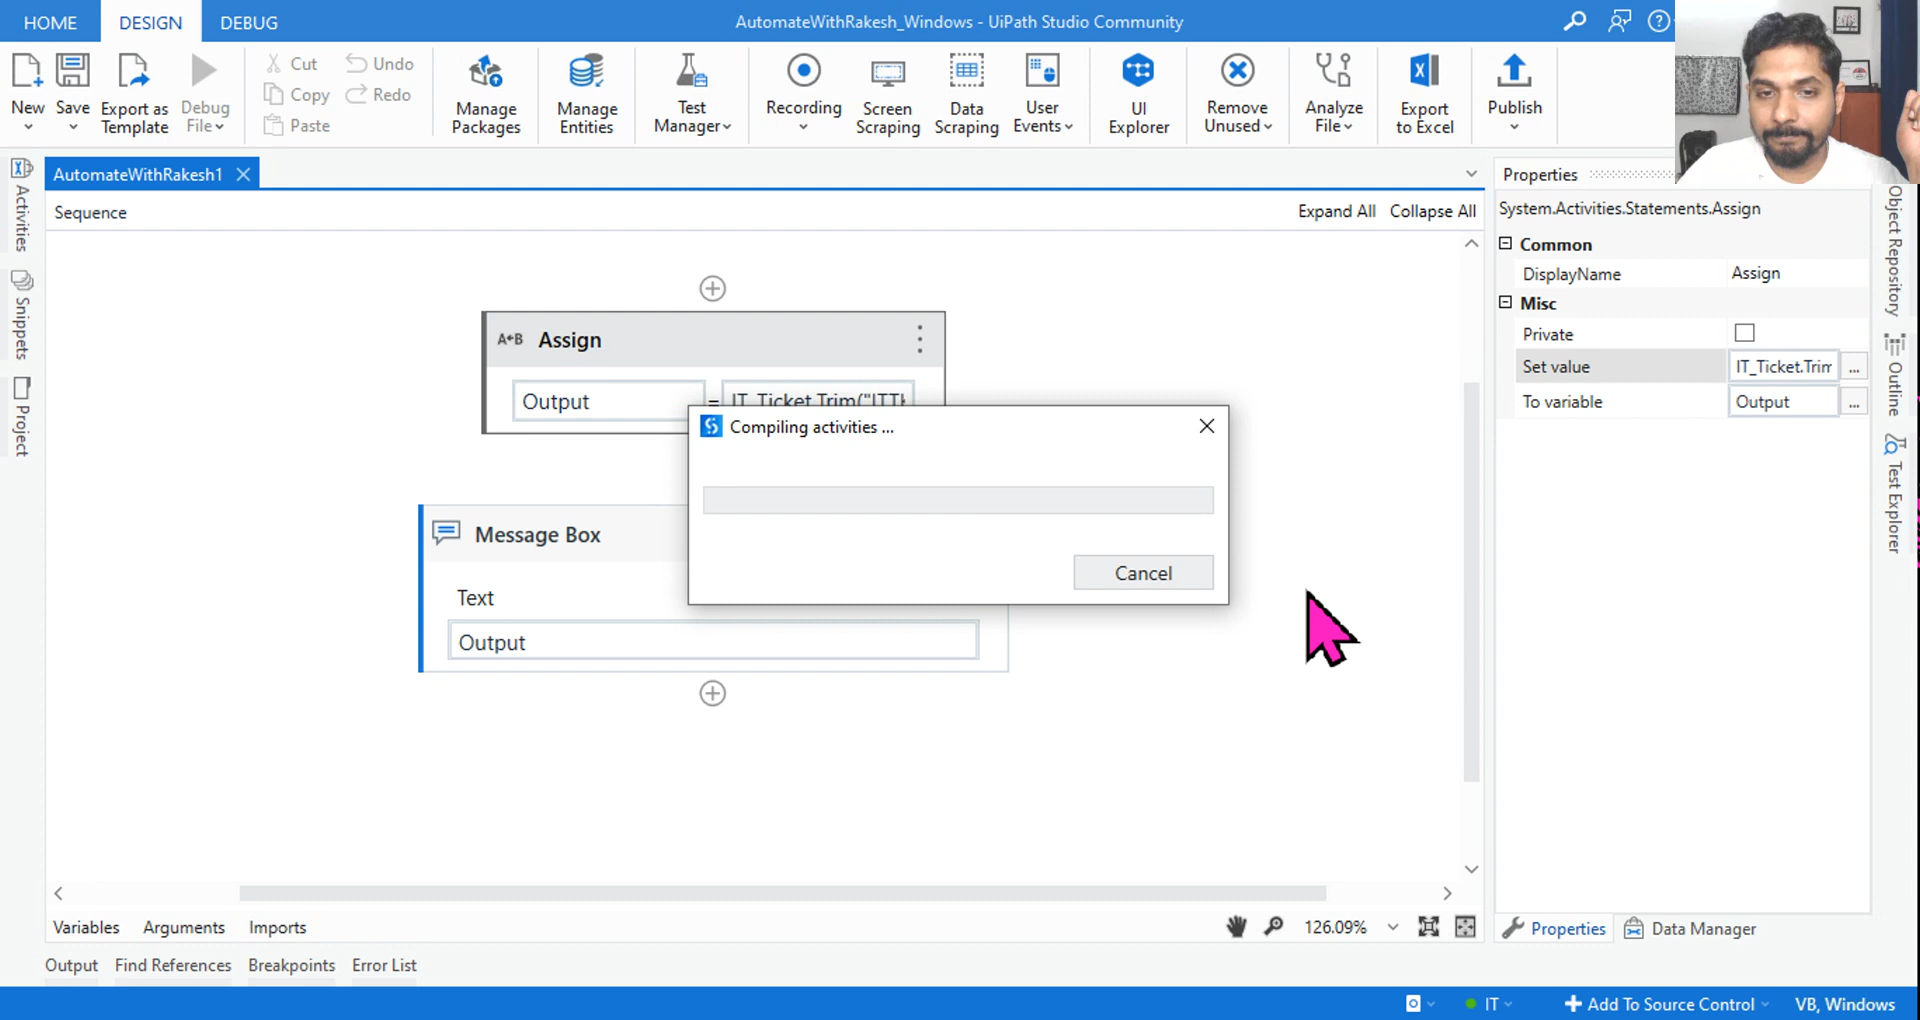 HOME DESIGN DEBUG AutomateWithRakesh_Windows - UiPath Studio Community
New Save Export as Template Debug File
Cut Undo
Copy Redo
Paste
Manage Packages Manage Entities Test Manager Recording Screen Scraping Data Scraping User Events UI Explorer Remove Unused Analyze File Export to Excel Publish
AutomateWithRakesh1
Sequence Expand All Collapse All
Activities
Snippets
Project
A+B Assign
Output = IT_Ticket.Trim("ITTI
Compiling activities ...
Cancel
Message Box
Text
Output
Properties
System.Activities.Statements.Assign
Common
DisplayName Assign
Misc
Private
Set value IT_Ticket.Trim ...
To variable Output ...
Object Repository
Outline
Test Explorer
Variables Arguments Imports 126.09% Properties Data Manager
Output Find References Breakpoints Error List
IT Add To Source Control VB, Windows